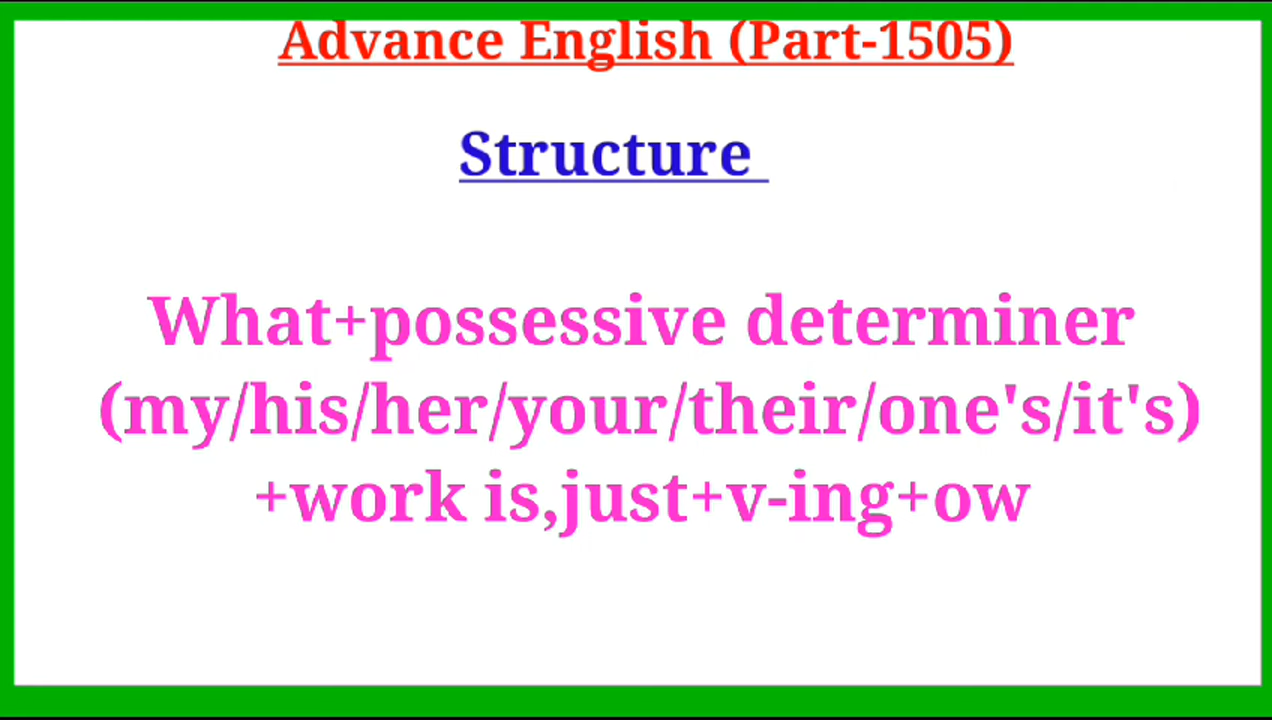 Advance English (Part-1505)
Structure
What+possessive determiner
(my/his/her/your/their/one's/it's)
+work is,just+v-ing+ow